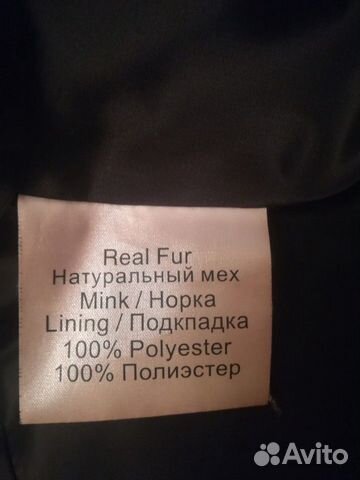 Real Fur
Натуральный мех
Mink / Норка
Lining / Подкпадка
100% Polyester
100% Полиэстер
Avito